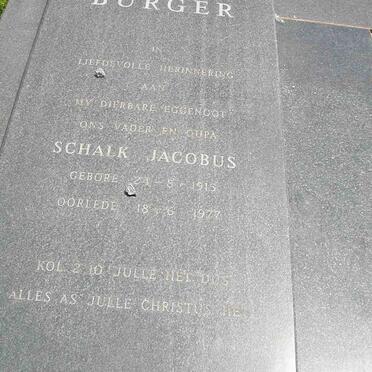 BURGER
IN
LIEFDEVOLLE HERINNERING
AAN
MY DIERBARE EGGENOOT
ONS VADER EN OUPA
SCHALK JACOBUS
GEBORE 24-8-1915
OORLEDE 18-6-1977
KOL 2:10 JULLE HET DUS
ALLES AS JULLE CHRISTUS HET